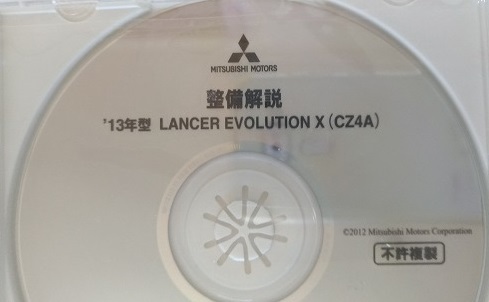 MITSUBISHI MOTORS
整備解説
'13年型 LANCER EVOLUTION X (CZ4A)
©2012 Mitsubishi Motors Corporation
不許複製